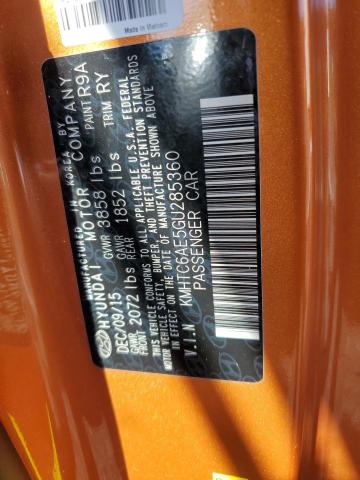 Made in Vietnam
MANUFACTURED IN KOREA BY
HYUNDAI MOTOR COMPANY
DEC/09/15 GVWR 3858 lbs PAINT R9A
GAWR FRONT 2072 lbs GAWR REAR 1852 lbs TRIM RY
THIS VEHICLE CONFORMS TO ALL APPLICABLE U.S.A. FEDERAL
MOTOR VEHICLE SAFETY, BUMPER, AND THEFT PREVENTION STANDARDS
IN EFFECT ON THE DATE OF MANUFACTURE SHOWN ABOVE.
V.I.N KMHTC6AE5GU285360
PASSENGER CAR